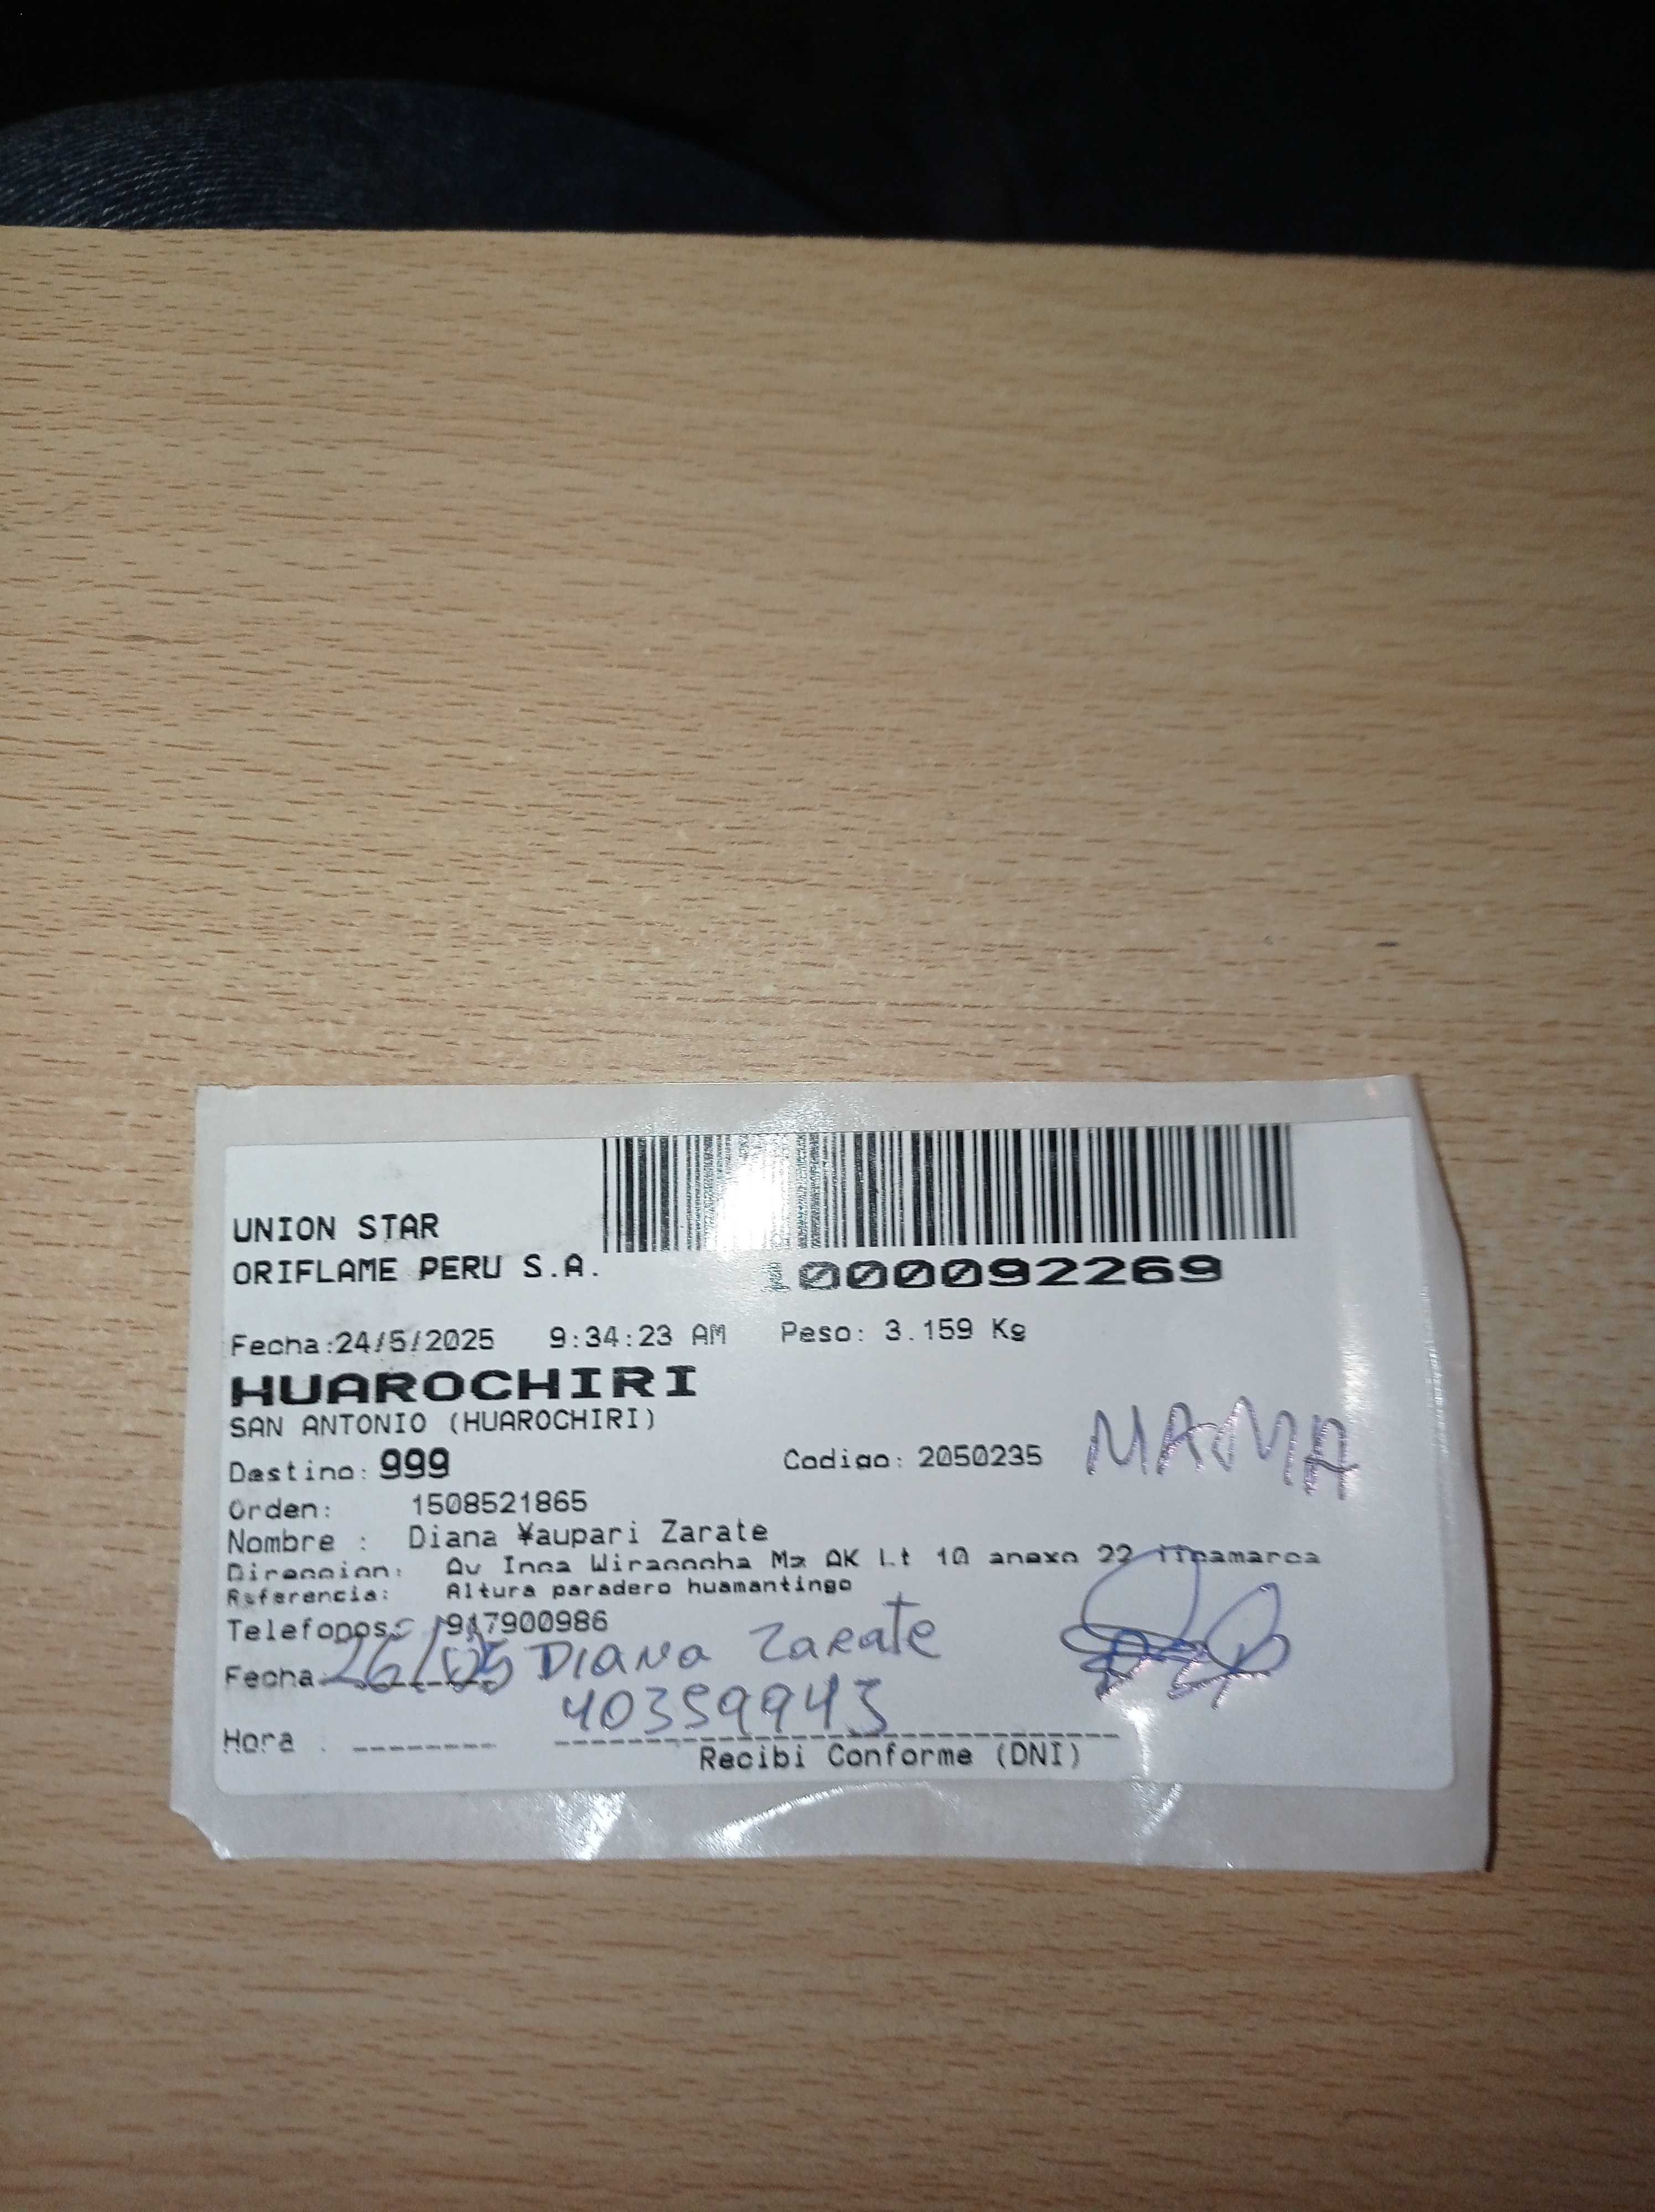 UNION STAR
ORIFLAME PERU S.A.
1000092269
Fecha:24/5/2025 9:34:23 AM Peso: 3.159 Kg
HUAROCHIRI
SAN ANTONIO (HUAROCHIRI)
Destino: 999 Codigo: 2050235 MAMA
Orden: 1508521865
Nombre : Diana ¥aupari Zarate
Direccion: Av Inca Wiracocha Mz AK Lt 10 anexo 22 jicamarca
Referencia: Altura paradero huamantingo
Telefonos: 917900986
Fecha: 26/05 Diana Zarate
40359943
Hora : --------
Recibi Conforme (DNI)